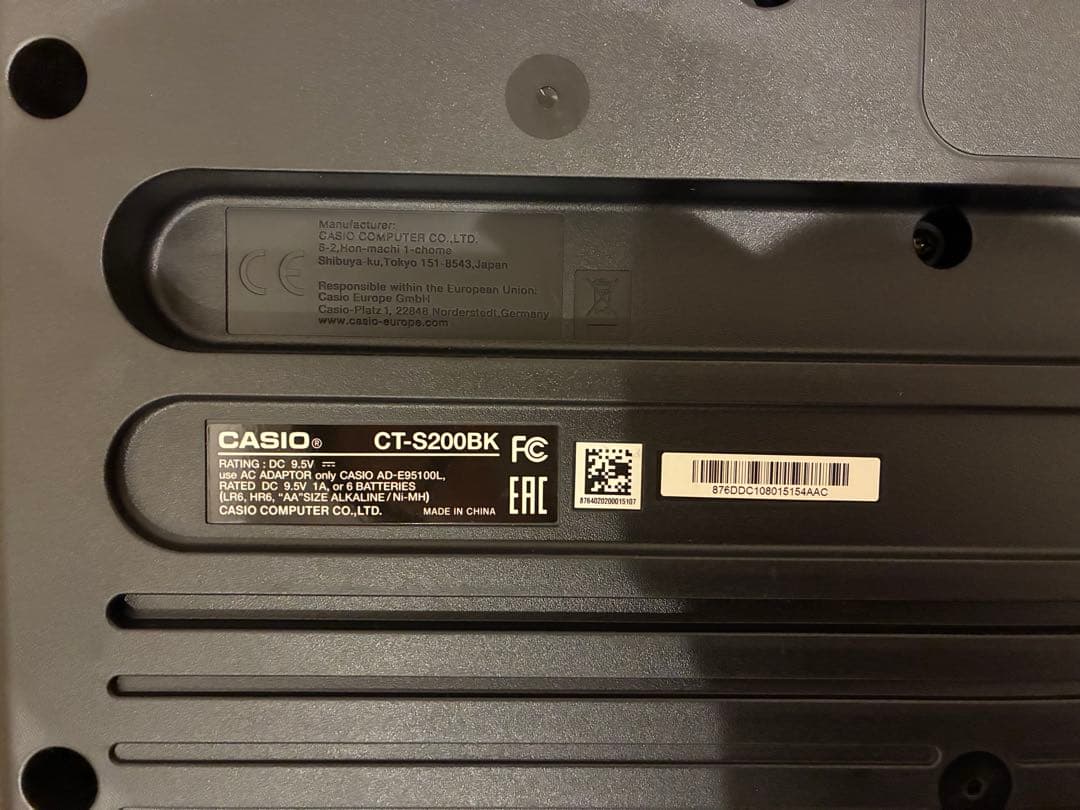 Manufacturer:
CASIO COMPUTER CO.,LTD.
6-2,Hon-machi 1-chome
Shibuya-ku,Tokyo 151-8543,Japan
CE
Responsible within the European Union:
Casio Europe GmbH
Casio-Platz 1, 22848 Norderstedt,Germany
www.casio-europe.com
CASIO® CT-S200BK FC
RATING : DC 9.5V ⎓
use AC ADAPTOR only CASIO AD-E95100L,
RATED DC 9.5V 1A, or 6 BATTERIES
(LR6, HR6, "AA"SIZE ALKALINE / Ni-MH)
CASIO COMPUTER CO.,LTD. MADE IN CHINA
EAC
8764020200015107
876DDC108015154AAC